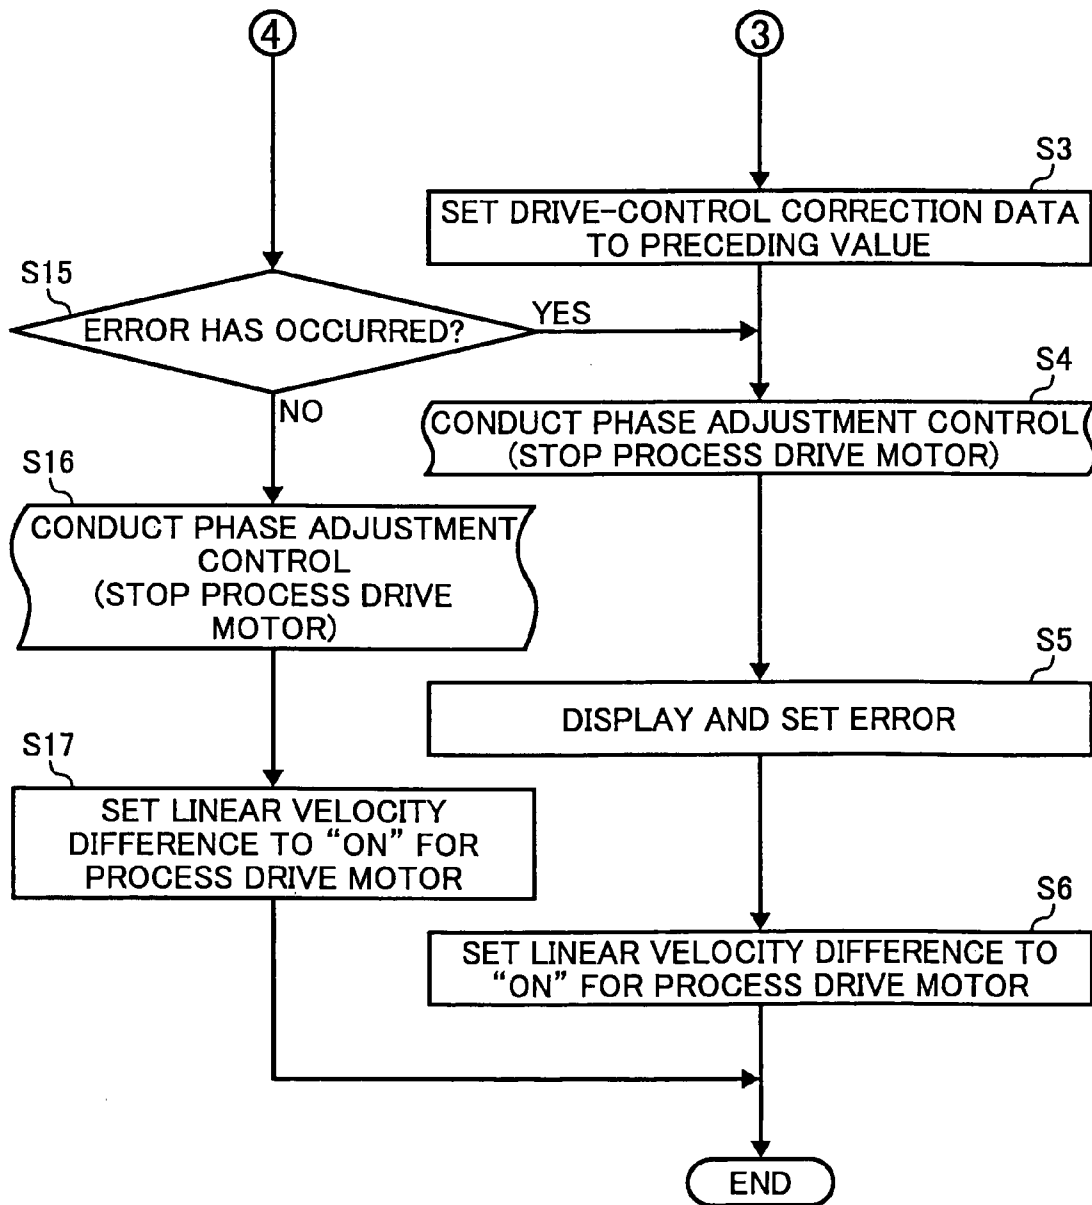 ④
③
S3
SET DRIVE-CONTROL CORRECTION DATA
TO PRECEDING VALUE
S15
ERROR HAS OCCURRED?
YES
NO
S4
CONDUCT PHASE ADJUSTMENT CONTROL
(STOP PROCESS DRIVE MOTOR)
S16
CONDUCT PHASE ADJUSTMENT
CONTROL
(STOP PROCESS DRIVE
MOTOR)
S5
DISPLAY AND SET ERROR
S17
SET LINEAR VELOCITY
DIFFERENCE TO “ON” FOR
PROCESS DRIVE MOTOR
S6
SET LINEAR VELOCITY DIFFERENCE TO
“ON” FOR PROCESS DRIVE MOTOR
END